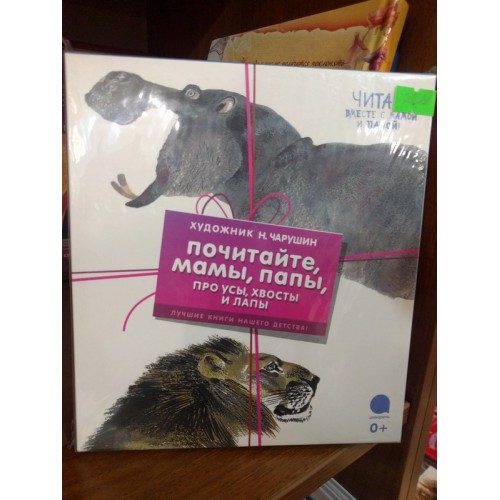 ЧИТА
ВМЕСТЕ С МАМОЙ
И ПАПОЙ!
ХУДОЖНИК Н. ЧАРУШИН
ПОЧИТАЙТЕ,
МАМЫ, ПАПЫ,
ПРО УСЫ, ХВОСТЫ
И ЛАПЫ
ЛУЧШИЕ КНИГИ НАШЕГО ДЕТСТВА!
0+